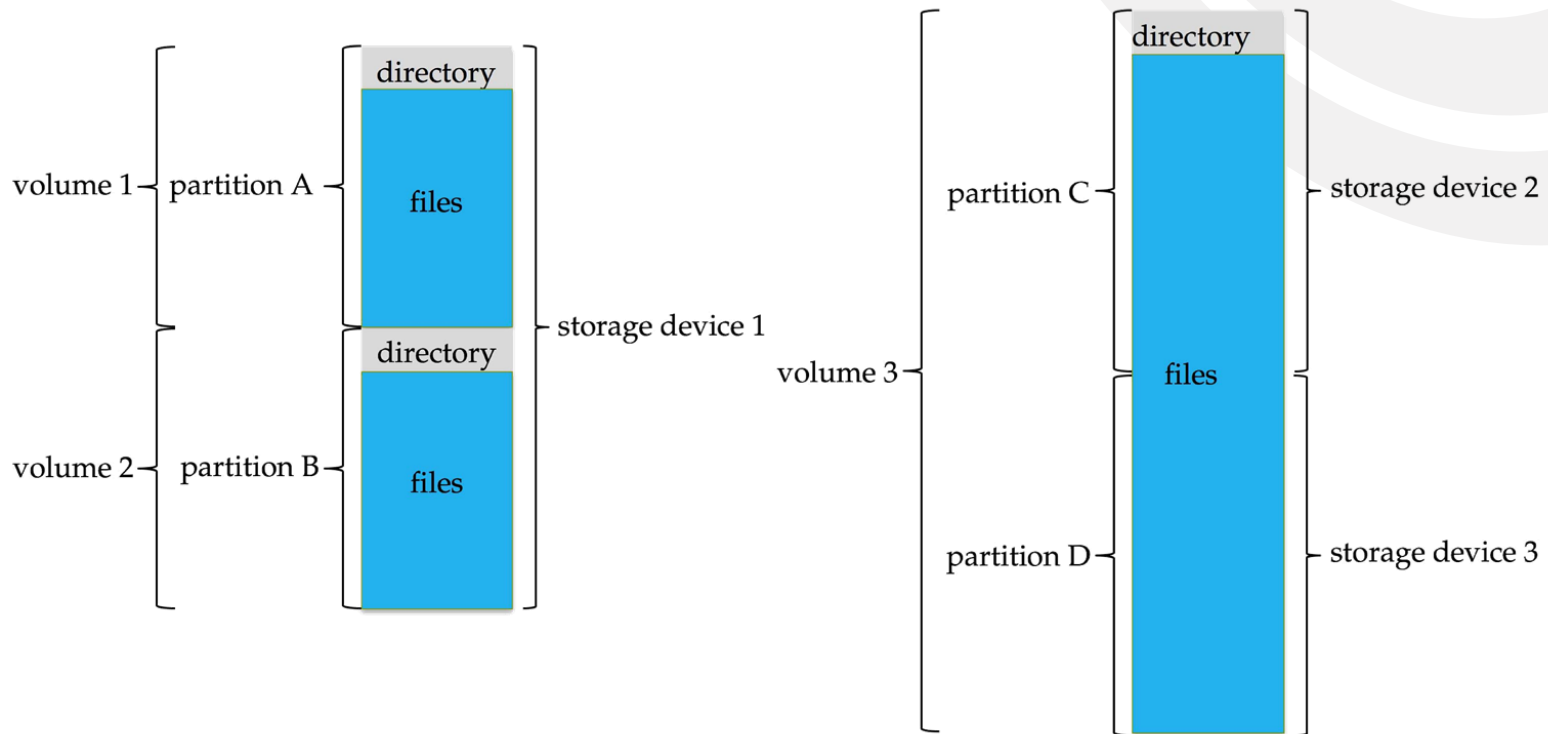 directory
volume 1
partition A
files
storage device 1
directory
volume 2
partition B
files
directory
partition C
storage device 2
volume 3
files
partition D
storage device 3